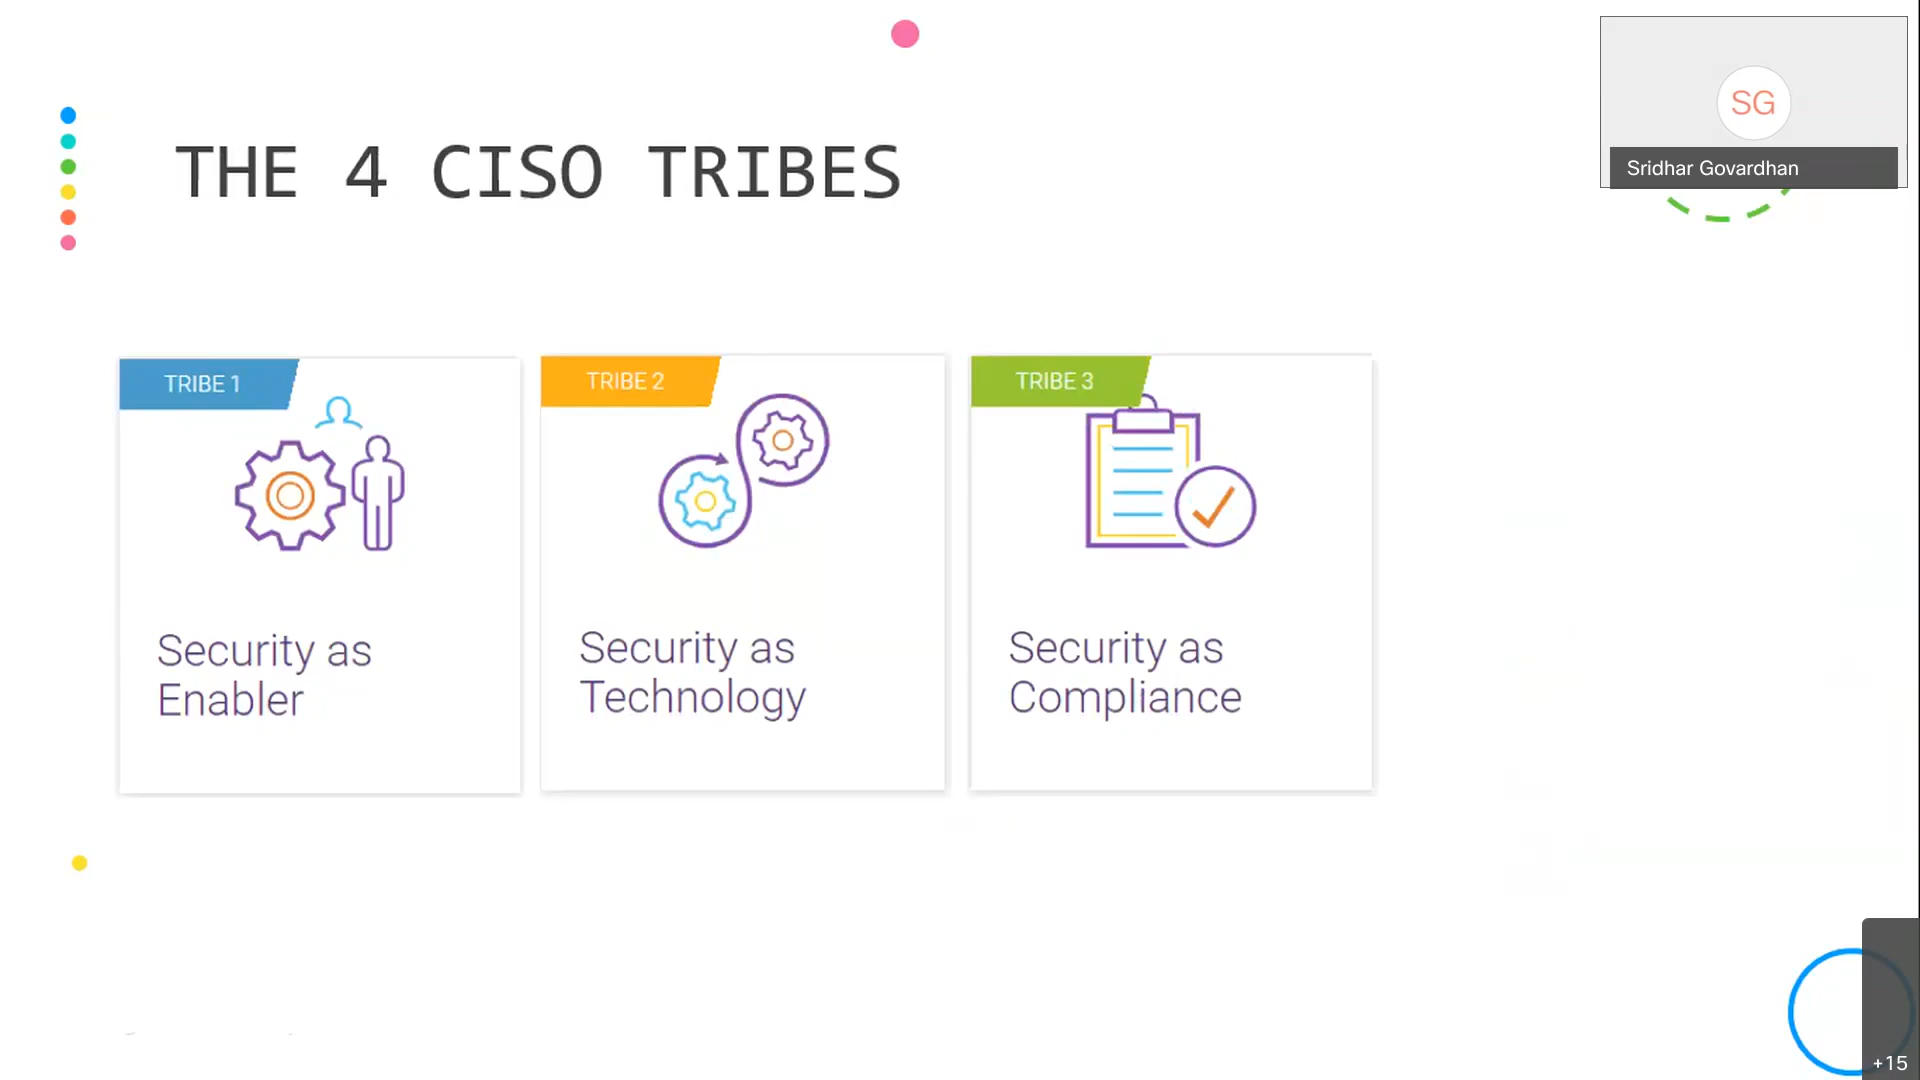 SG
Sridhar Govardhan
THE 4 CISO TRIBES
TRIBE 1
Security as
Enabler
TRIBE 2
Security as
Technology
TRIBE 3
Security as
Compliance
+15